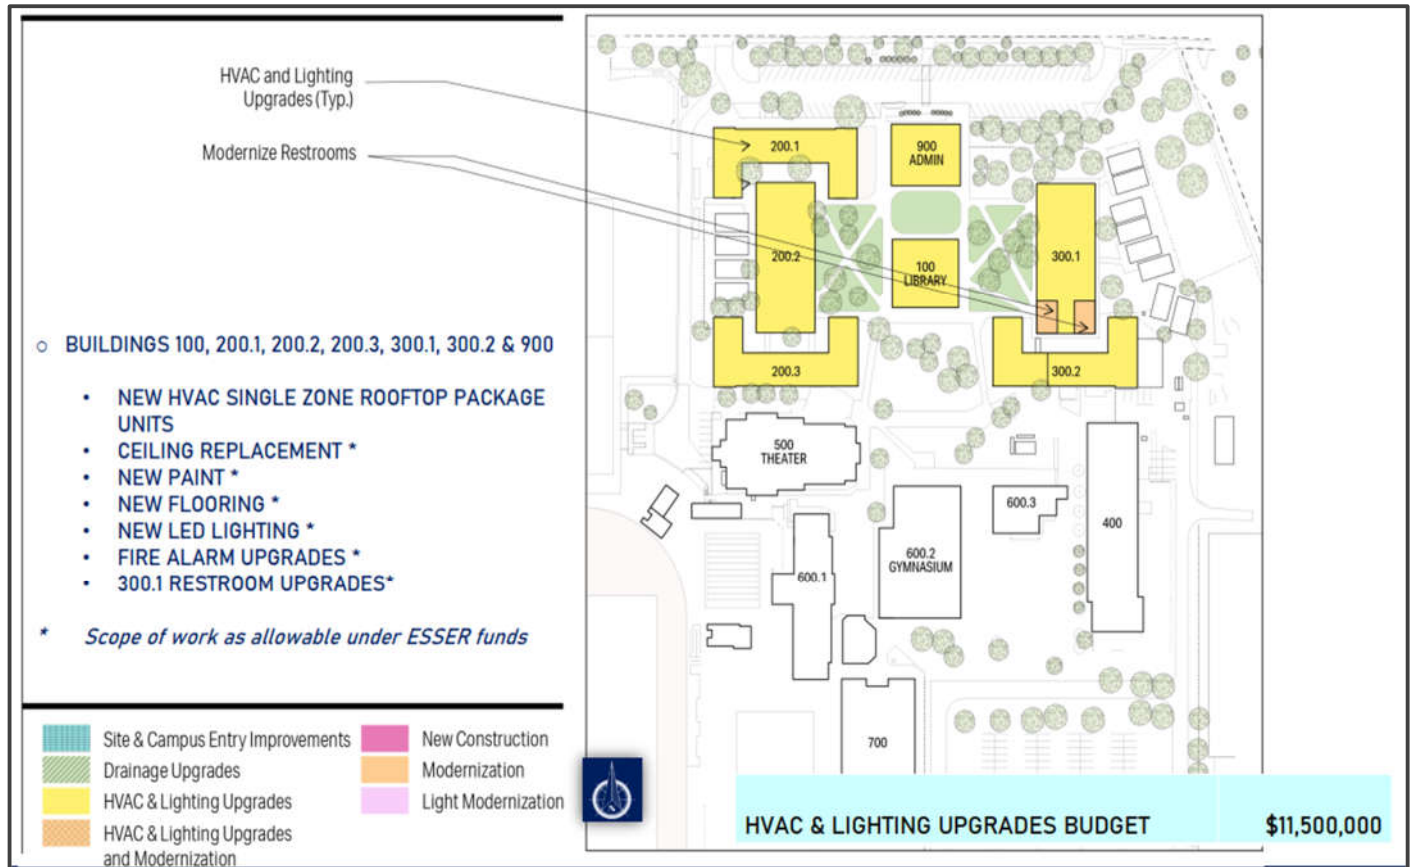 HVAC and Lighting
Upgrades (Typ.)
Modernize Restrooms
○ BUILDINGS 100, 200.1, 200.2, 200.3, 300.1, 300.2 & 900
• NEW HVAC SINGLE ZONE ROOFTOP PACKAGE
UNITS
• CEILING REPLACEMENT *
• NEW PAINT *
• NEW FLOORING *
• NEW LED LIGHTING *
• FIRE ALARM UPGRADES *
• 300.1 RESTROOM UPGRADES*
* Scope of work as allowable under ESSER funds
Site & Campus Entry Improvements
Drainage Upgrades
HVAC & Lighting Upgrades
HVAC & Lighting Upgrades
and Modernization
New Construction
Modernization
Light Modernization
200.1
900
ADMIN
200.2
100
LIBRARY
300.1
200.3
300.2
500
THEATER
600.3
400
600.2
GYMNASIUM
600.1
700
HVAC & LIGHTING UPGRADES BUDGET $11,500,000